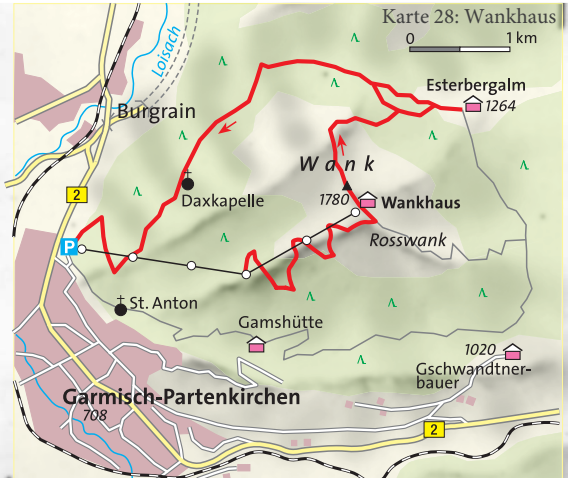 Karte 28: Wankhaus
0 1 km
Loisach
Esterbergalm
1264
Burgrain
Wank
2
Daxkapelle
1780
Wankhaus
P
Rosswank
St. Anton
Gamshütte
1020
Gschwandtner-
bauer
Garmisch-Partenkirchen
708
2